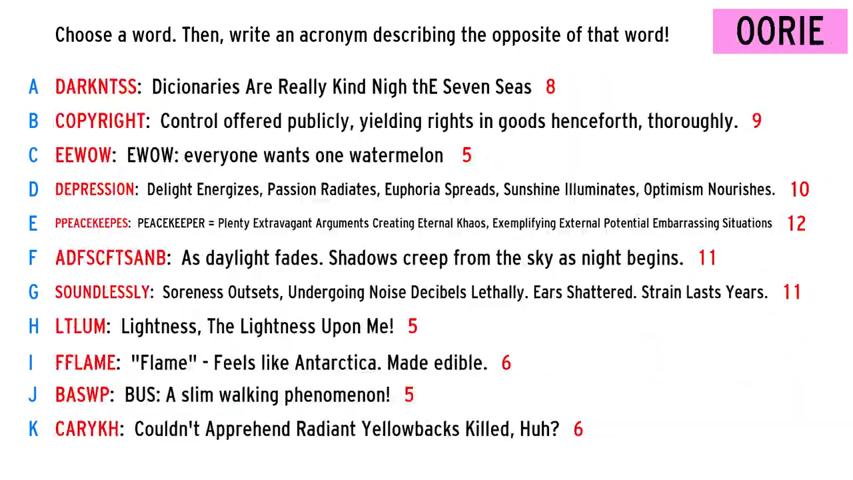 Choose a word. Then, write an acronym describing the opposite of that word!
OORIE
A DARKNTSS: Dicionaries Are Really Kind Nigh thE Seven Seas 8
B COPYRIGHT: Control offered publicly, yielding rights in goods henceforth, thoroughly. 9
C EEWOW: EWOW: everyone wants one watermelon 5
D DEPRESSION: Delight Energizes, Passion Radiates, Euphoria Spreads, Sunshine Illuminates, Optimism Nourishes. 10
E PPEACEKEEPES: PEACEKEEPER = Plenty Extravagant Arguments Creating Eternal Khaos, Exemplifying External Potential Embarrassing Situations 12
F ADFSCFTSANB: As daylight fades. Shadows creep from the sky as night begins. 11
G SOUNDLESSLY: Soreness Outsets, Undergoing Noise Decibels Lethally. Ears Shattered. Strain Lasts Years. 11
H LTLUM: Lightness, The Lightness Upon Me! 5
I FFLAME: "Flame" - Feels like Antarctica. Made edible. 6
J BASWP: BUS: A slim walking phenomenon! 5
K CARYKH: Couldn't Apprehend Radiant Yellowbacks Killed, Huh? 6